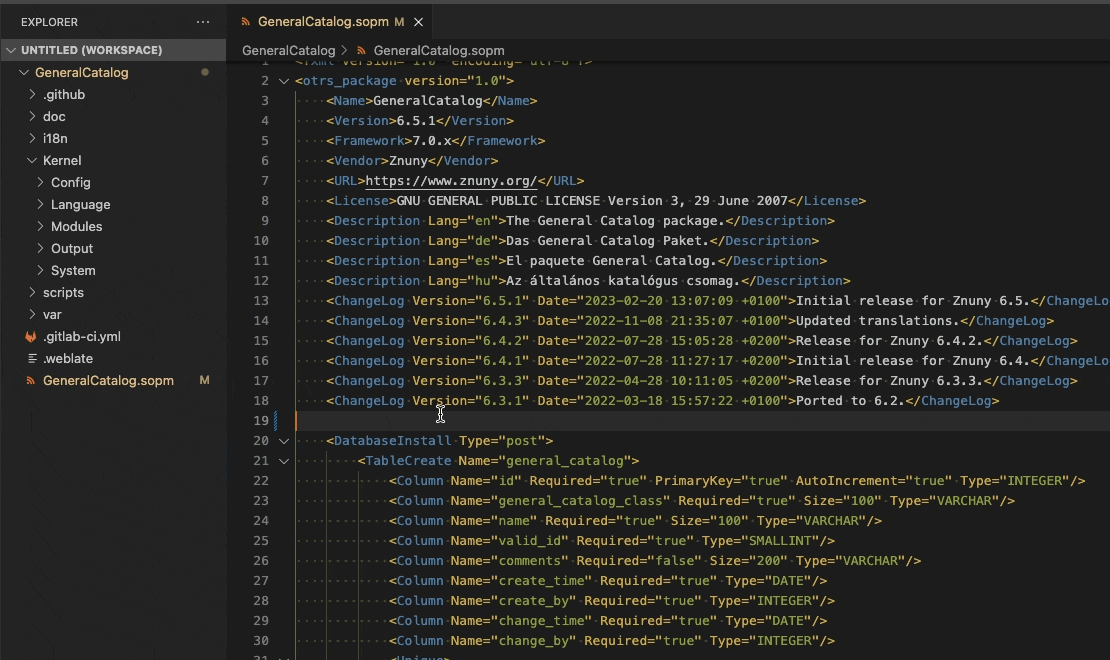 EXPLORER
...
UNTITLED (WORKSPACE)
GeneralCatalog
.github
doc
i18n
Kernel
Config
Language
Modules
Output
System
scripts
var
.gitlab-ci.yml
.weblate
GeneralCatalog.sopm M
GeneralCatalog.sopm M
GeneralCatalog > GeneralCatalog.sopm
1 <?xml version="1.0" encoding="utf-8"?>
2 <otrs_package version="1.0">
3 <Name>GeneralCatalog</Name>
4 <Version>6.5.1</Version>
5 <Framework>7.0.x</Framework>
6 <Vendor>Znuny</Vendor>
7 <URL>https://www.znuny.org/</URL>
8 <License>GNU GENERAL PUBLIC LICENSE Version 3, 29 June 2007</License>
9 <Description Lang="en">The General Catalog package.</Description>
10 <Description Lang="de">Das General Catalog Paket.</Description>
11 <Description Lang="es">El paquete General Catalog.</Description>
12 <Description Lang="hu">Az általános katalógus csomag.</Description>
13 <ChangeLog Version="6.5.1" Date="2023-02-20 13:07:09 +0100">Initial release for Znuny 6.5.</ChangeLo
14 <ChangeLog Version="6.4.3" Date="2022-11-08 21:35:07 +0100">Updated translations.</ChangeLog>
15 <ChangeLog Version="6.4.2" Date="2022-07-28 15:05:28 +0200">Release for Znuny 6.4.2.</ChangeLog>
16 <ChangeLog Version="6.4.1" Date="2022-07-28 11:27:17 +0200">Initial release for Znuny 6.4.</ChangeLo
17 <ChangeLog Version="6.3.3" Date="2022-04-28 10:11:05 +0200">Release for Znuny 6.3.3.</ChangeLog>
18 <ChangeLog Version="6.3.1" Date="2022-03-18 15:57:22 +0100">Ported to 6.2.</ChangeLog>
19
20 <DatabaseInstall Type="post">
21 <TableCreate Name="general_catalog">
22 <Column Name="id" Required="true" PrimaryKey="true" AutoIncrement="true" Type="INTEGER"/>
23 <Column Name="general_catalog_class" Required="true" Size="100" Type="VARCHAR"/>
24 <Column Name="name" Required="true" Size="100" Type="VARCHAR"/>
25 <Column Name="valid_id" Required="true" Type="SMALLINT"/>
26 <Column Name="comments" Required="false" Size="200" Type="VARCHAR"/>
27 <Column Name="create_time" Required="true" Type="DATE"/>
28 <Column Name="create_by" Required="true" Type="INTEGER"/>
29 <Column Name="change_time" Required="true" Type="DATE"/>
30 <Column Name="change_by" Required="true" Type="INTEGER"/>
31 <Unique>